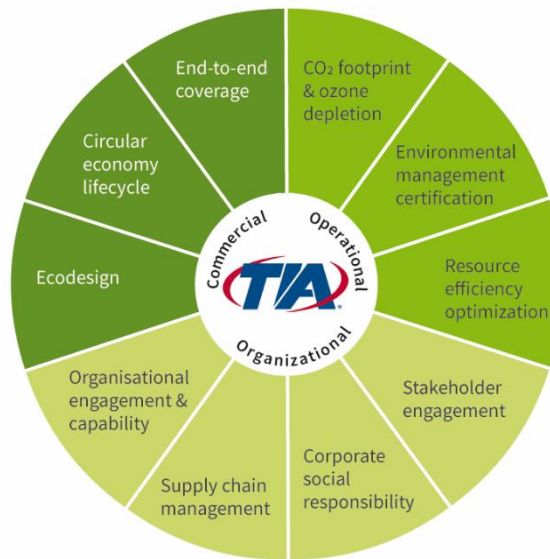 End-to-end
coverage
CO₂ footprint
& ozone
depletion
Circular
economy
lifecycle
Environmental
management
certification
Ecodesign
Resource
efficiency
optimization
Commercial
Operational
TIA
®
Organizational
Organisational
engagement &
capability
Stakeholder
engagement
Supply chain
management
Corporate
social
responsibility